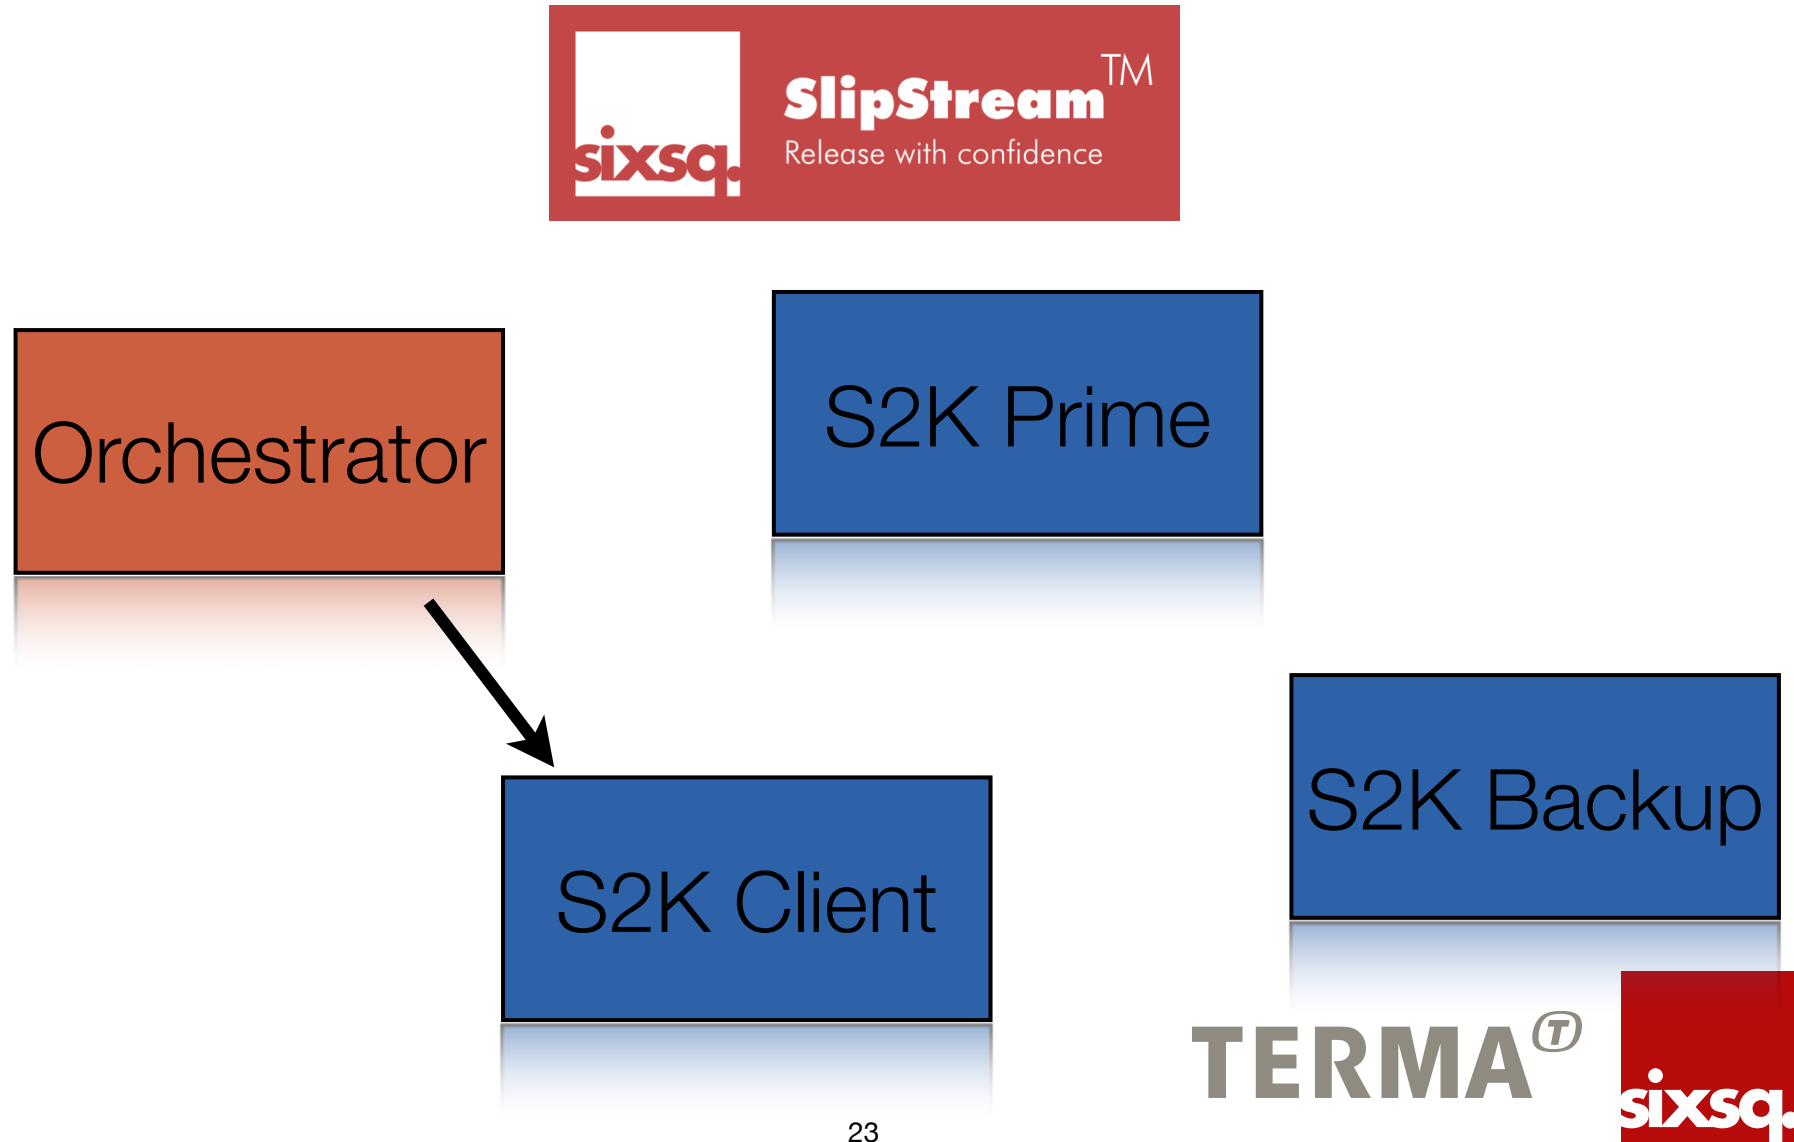 SlipStream™
Release with confidence
sixsq.
S2K Prime
Orchestrator
S2K Backup
S2K Client
TERMA T
sixsq.
23